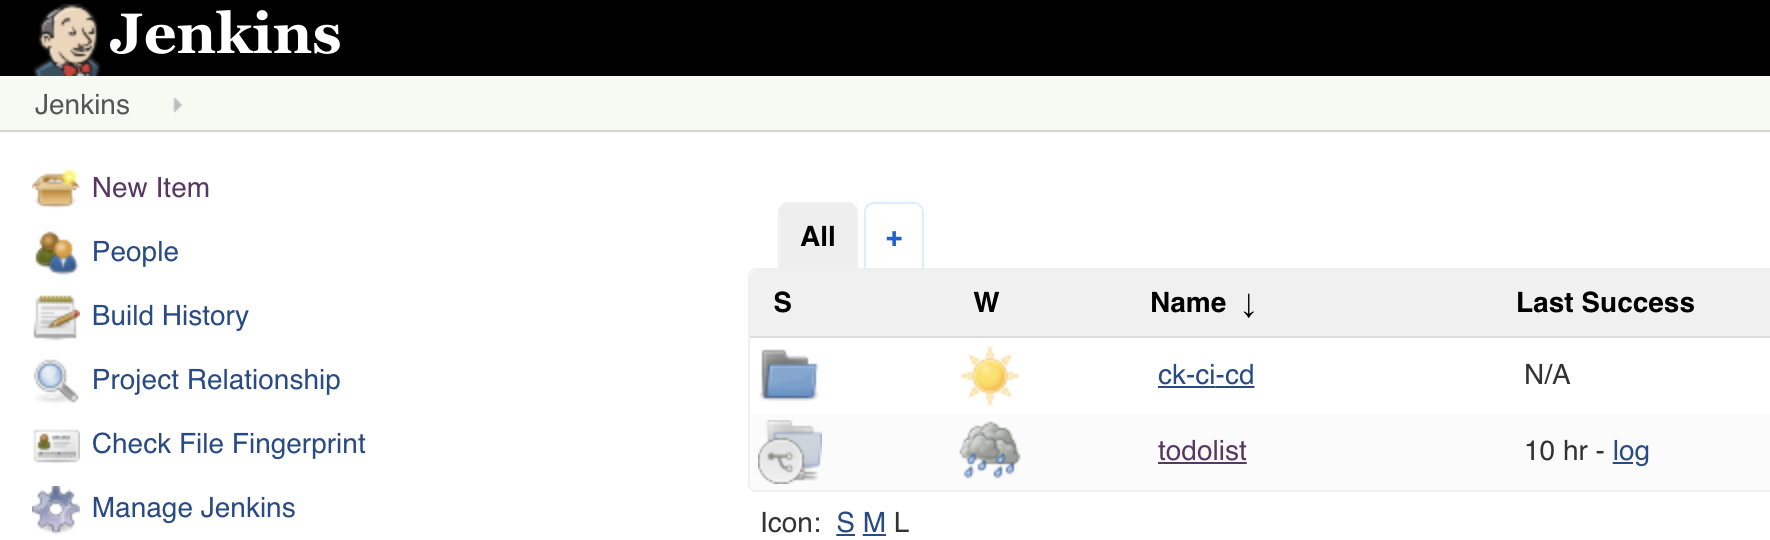 Jenkins
Jenkins
New Item
People
Build History
Project Relationship
Check File Fingerprint
Manage Jenkins
All +
S W Name ↓ Last Success
ck-ci-cd N/A
todolist 10 hr - log
Icon: S M L